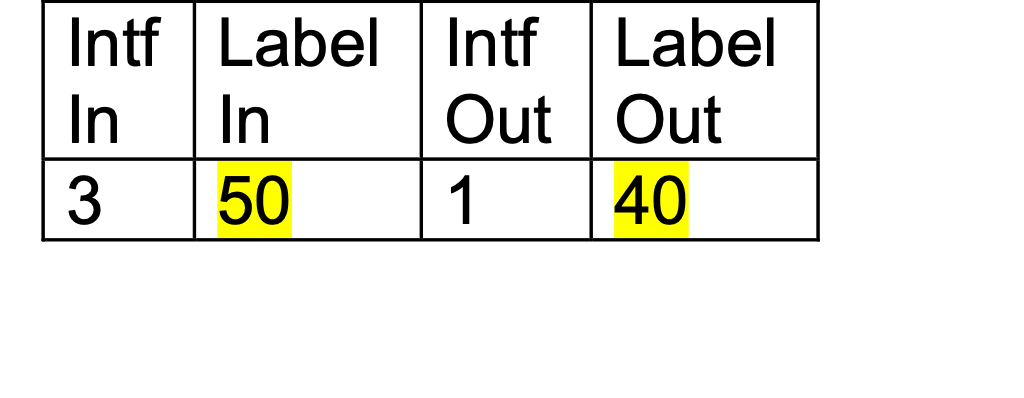 Intf Label Intf Label
In In Out Out
3 50 1 40